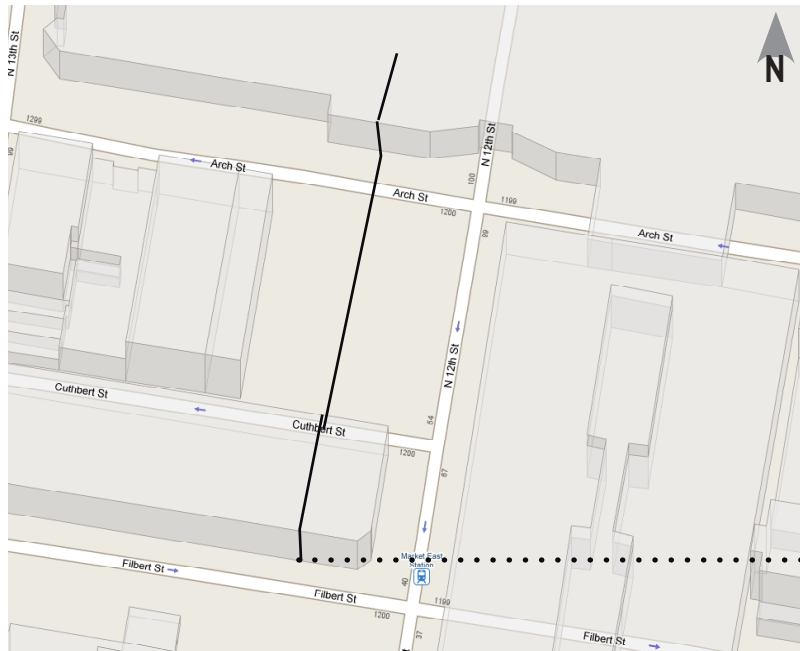 N
N 13th St
1299
99
Arch St
N 12th St
100
Arch St
1200
1199
99
Arch St
N 12th St
Cuthbert St
Cuthbert St
54
1200
67
Market East
Station
Filbert St
40
Filbert St
1199
1200
37
Filbert St